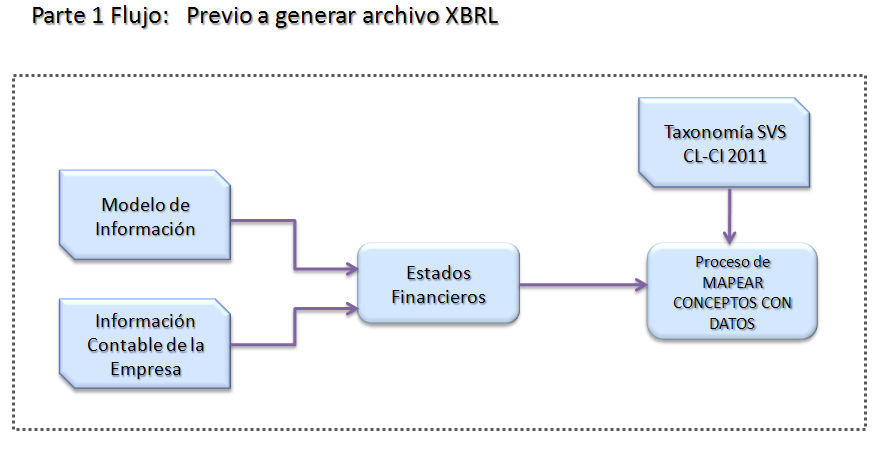 Parte 1 Flujo:   Previo a generar archivo XBRL
Taxonomía SVS
CL-CI 2011
Modelo de
Información
Estados
Financieros
Proceso de
MAPEAR
CONCEPTOS CON
DATOS
Información
Contable de la
Empresa